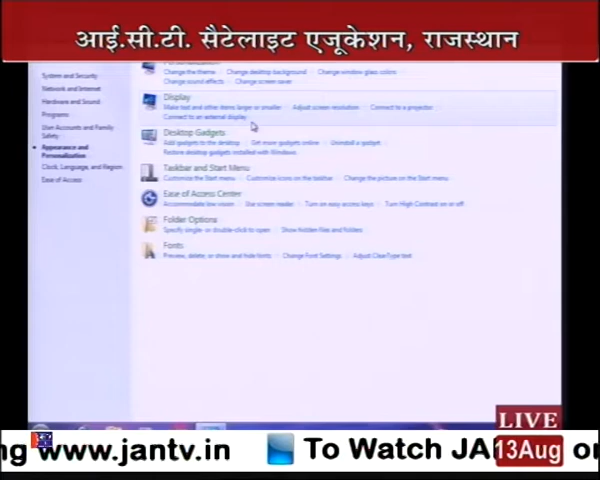 आई.सी.टी. सैटेलाइट एजूकेशन, राजस्थान
System and Security
Network and Internet
Hardware and Sound
Programs
User Accounts and Family
Safety
Appearance and
Personalization
Clock, Language, and Region
Ease of Access
Personalization
Change the theme
Change desktop background
Change window glass colors
Change sound effects
Change screen saver
Display
Make text and other items larger or smaller
Adjust screen resolution
Connect to a projector
Connect to an external display
Desktop Gadgets
Add gadgets to the desktop
Get more gadgets online
Uninstall a gadget
Restore desktop gadgets installed with Windows
Taskbar and Start Menu
Customize the Start menu
Customize icons on the taskbar
Change the picture on the Start menu
Ease of Access Center
Accommodate low vision
Use screen reader
Turn on easy access keys
Turn High Contrast on or off
Folder Options
Specify single- or double-click to open
Show hidden files and folders
Fonts
Preview, delete, or show and hide fonts
Change Font Settings
Adjust ClearType text
LIVE
13Aug
ng www.jantv.in To Watch JA on